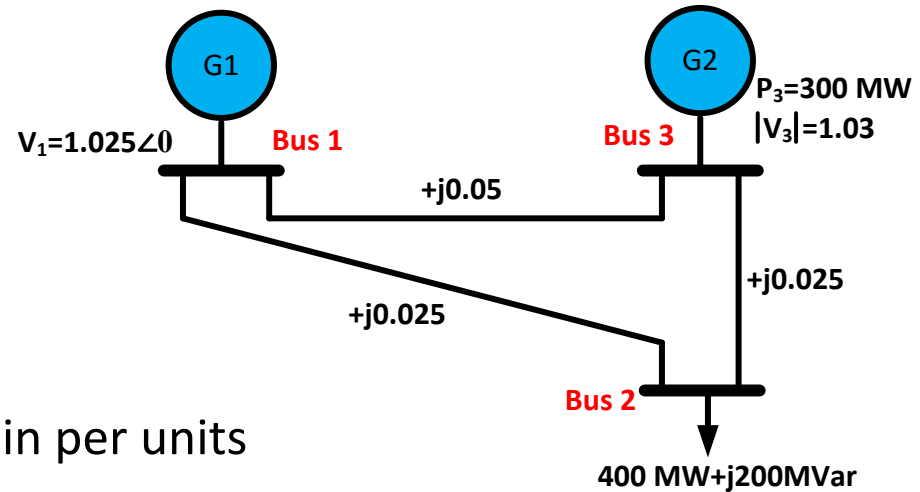 G1
G2
P₃=300 MW
|V₃|=1.03
V₁=1.025∠0
Bus 1
Bus 3
+j0.05
+j0.025
+j0.025
Bus 2
in per units
400 MW+j200MVar